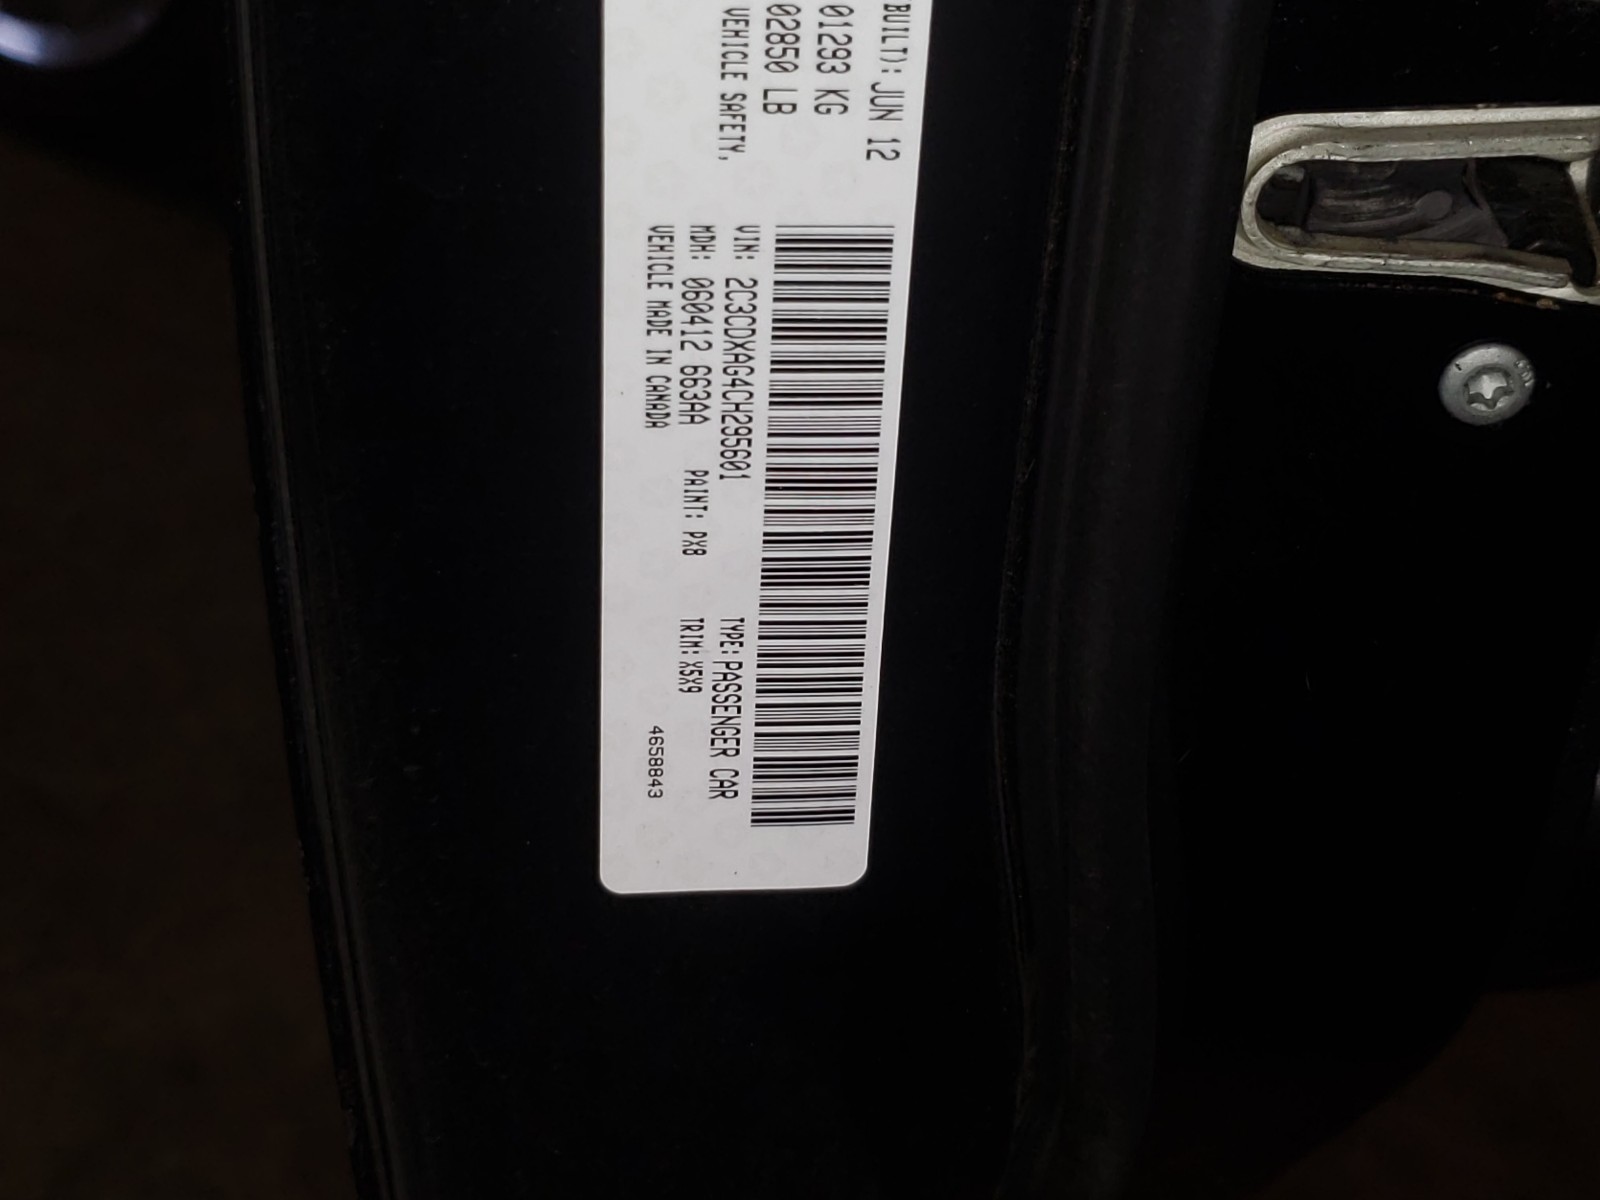 BUILT): JUN 12
01293 KG
02850 LB
VEHICLE SAFETY,
VIN: 2C3CDXAG4CH295601 TYPE: PASSENGER CAR
MDH: 060412 663AA PAINT: PX8 TRIM: X5X9
VEHICLE MADE IN CANADA 4658843